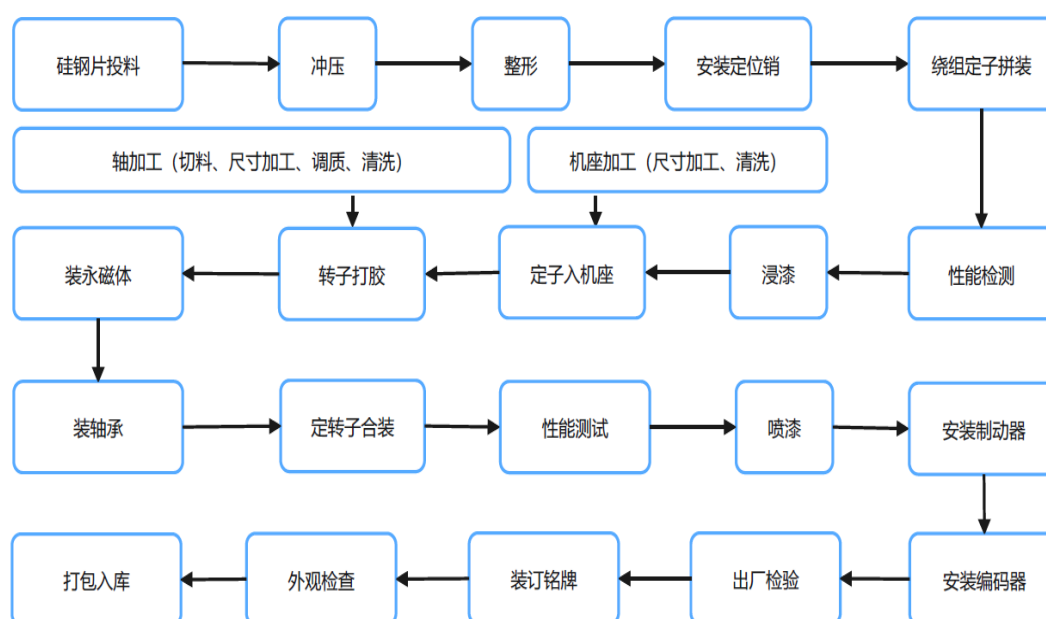 硅钢片投料
冲压
整形
安装定位销
绕组定子拼装
轴加工（切料、尺寸加工、调质、清洗）
机座加工（尺寸加工、清洗）
装永磁体
转子打胶
定子入机座
浸漆
性能检测
装轴承
定转子合装
性能测试
喷漆
安装制动器
打包入库
外观检查
装订铭牌
出厂检验
安装编码器